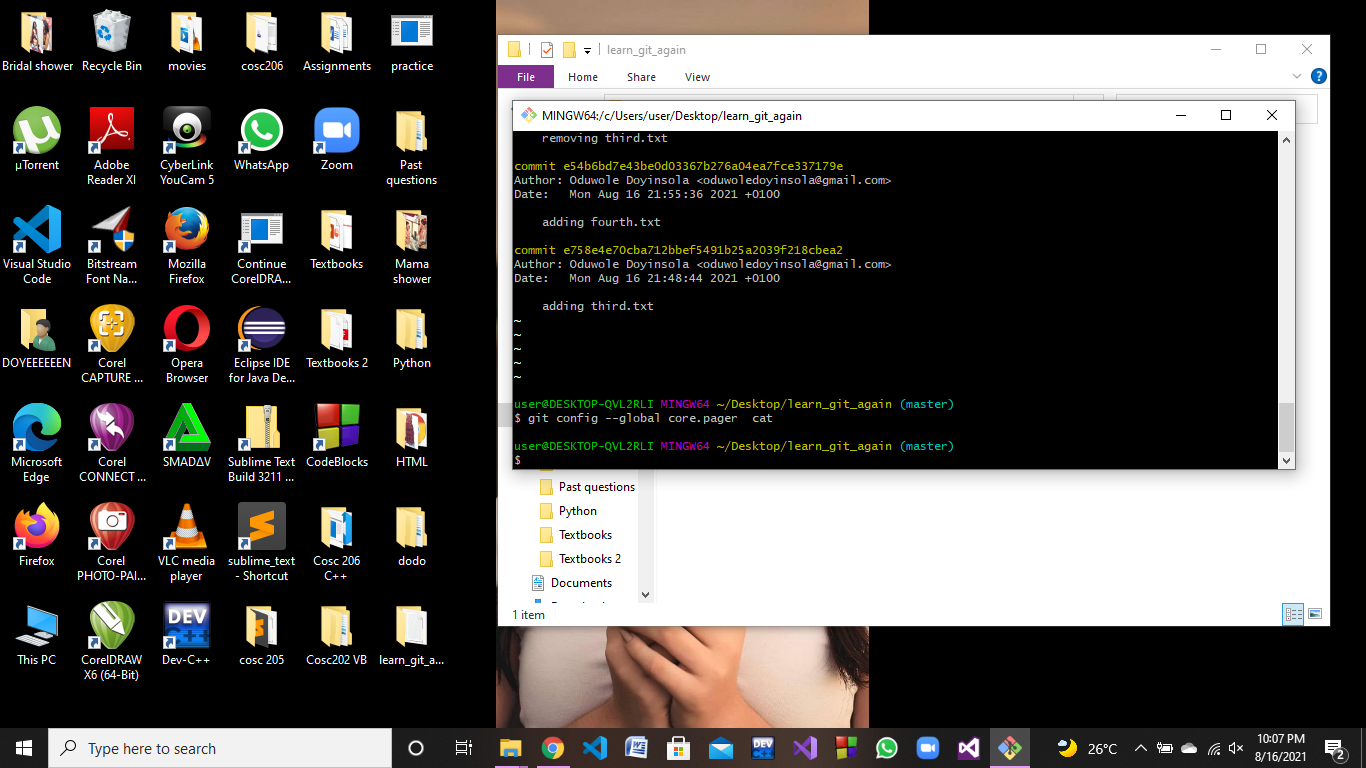 Bridal shower
Recycle Bin
movies
cosc206
Assignments
practice
µTorrent
Adobe
Reader XI
CyberLink
YouCam 5
WhatsApp
Zoom
Past
questions
Visual Studio
Code
Bitstream
Font Na...
Mozilla
Firefox
Continue
CorelDRA...
Textbooks
Mama
shower
DOYEEEEEEN
Corel
CAPTURE ...
Opera
Browser
Eclipse IDE
for Java De...
Textbooks 2
Python
Microsoft
Edge
Corel
CONNECT ...
SMADΔV
Sublime Text
Build 3211 ...
CodeBlocks
HTML
Firefox
Corel
PHOTO-PAI...
VLC media
player
sublime_text
- Shortcut
Cosc 206
C++
dodo
This PC
CorelDRAW
X6 (64-Bit)
DEV
C++
Dev-C++
cosc 205
Cosc202 VB
learn_git_a...
learn_git_again
File Home Share View
MINGW64:/c/Users/user/Desktop/learn_git_again
removing third.txt
commit e54b6bd7e43be0d03367b276a04ea7fce337179e
Author: Oduwole Doyinsola <oduwoledoyinsola@gmail.com>
Date: Mon Aug 16 21:55:36 2021 +0100
adding fourth.txt
commit e758e4e70cba712bbef5491b25a2039f218cbea2
Author: Oduwole Doyinsola <oduwoledoyinsola@gmail.com>
Date: Mon Aug 16 21:48:44 2021 +0100
adding third.txt
~
~
~
~
~
user@DESKTOP-QVL2RLI MINGW64 ~/Desktop/learn_git_again (master)
$ git config --global core.pager  cat
user@DESKTOP-QVL2RLI MINGW64 ~/Desktop/learn_git_again (master)
$
Past questions
Python
Textbooks
Textbooks 2
Documents
1 item
Type here to search
DEV
26°C
10:07 PM
8/16/2021
2